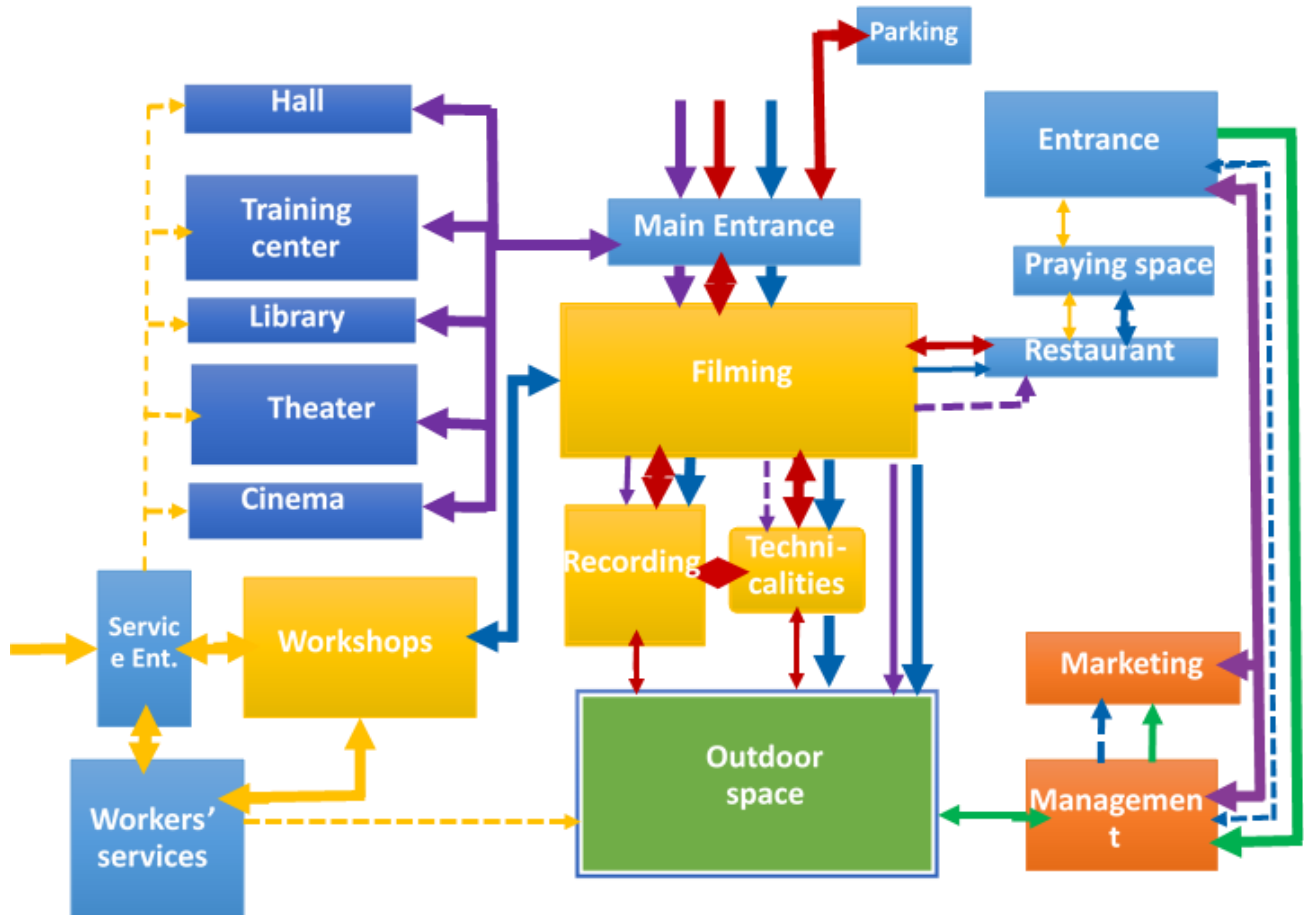 Parking
Hall
Entrance
Training
center
Main Entrance
Praying space
Library
Restaurant
Filming
Theater
Cinema
Recording
Techni-
calities
Servic
e Ent.
Workshops
Marketing
Outdoor
space
Managemen
t
Workers’
services